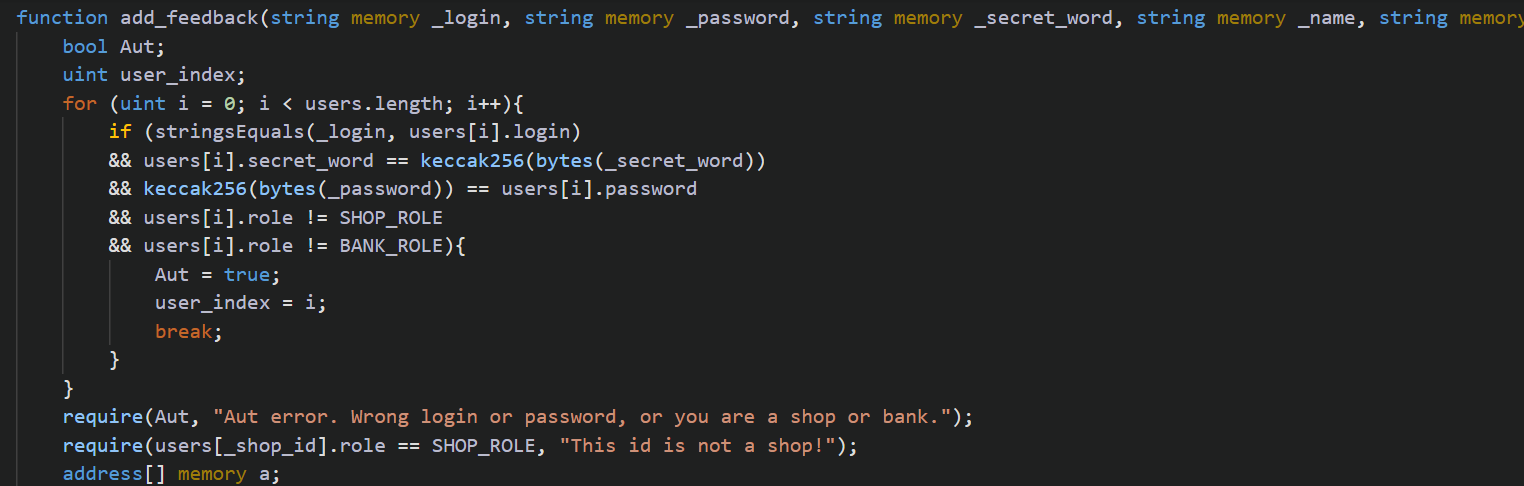 function add_feedback(string memory _login, string memory _password, string memory _secret_word, string memory _name, string memory
    bool Aut;
    uint user_index;
    for (uint i = 0; i < users.length; i++){
        if (stringsEquals(_login, users[i].login)
        && users[i].secret_word == keccak256(bytes(_secret_word))
        && keccak256(bytes(_password)) == users[i].password
        && users[i].role != SHOP_ROLE
        && users[i].role != BANK_ROLE){
            Aut = true;
            user_index = i;
            break;
        }
    }
    require(Aut, "Aut error. Wrong login or password, or you are a shop or bank.");
    require(users[_shop_id].role == SHOP_ROLE, "This id is not a shop!");
    address[] memory a;